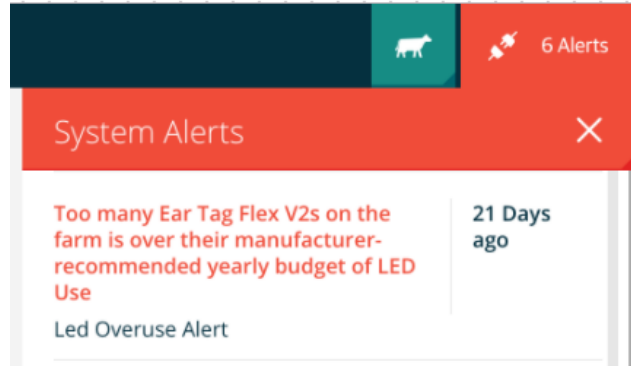 6 Alerts
System Alerts
Too many Ear Tag Flex V2s on the
farm is over their manufacturer-
recommended yearly budget of LED
Use
21 Days
ago
Led Overuse Alert